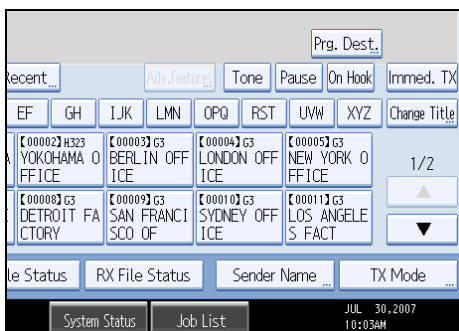 Prg. Dest.
Recent Adv.Features Tone Pause On Hook Immed. TX
EF GH IJK LMN OPQ RST UVW XYZ Change Title
【00002】H323 【00003】G3 【00004】G3 【00005】G3
YOKOHAMA O BERLIN OFF LONDON OFF NEW YORK O
FFICE ICE ICE FFICE
1/2
【00008】G3 【00009】G3 【00010】G3 【00011】G3
DETROIT FA SAN FRANCI SYDNEY OFF LOS ANGELE
CTORY SCO OF ICE S FACT
le Status RX File Status Sender Name TX Mode
System Status Job List JUL 30,2007
10:03AM